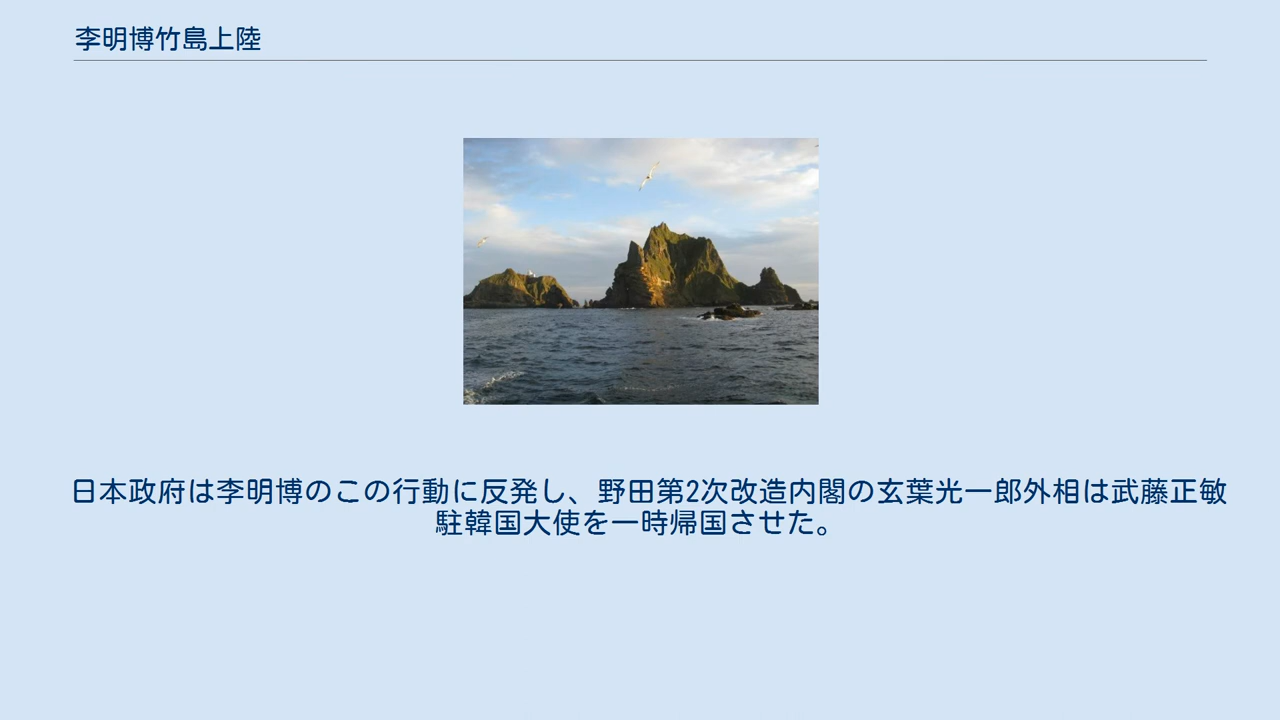 李明博竹島上陸
日本政府は李明博のこの行動に反発し、野田第2次改造内閣の玄葉光一郎外相は武藤正敏
駐韓国大使を一時帰国させた。